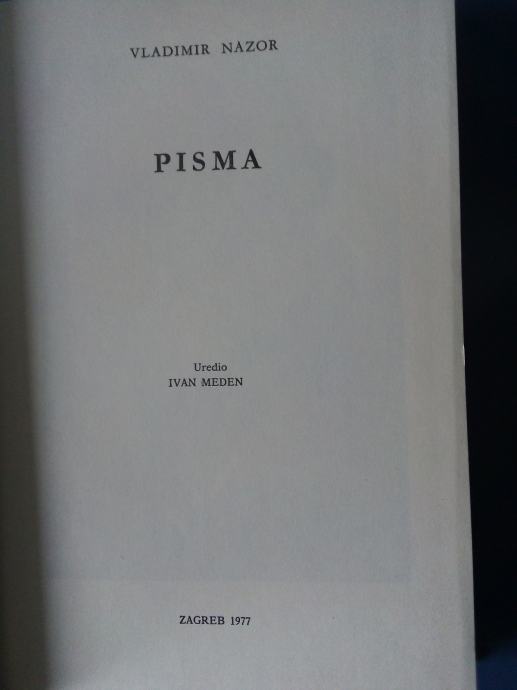 VLADIMIR NAZOR
PISMA
Uredio
IVAN MEDEN
ZAGREB 1977